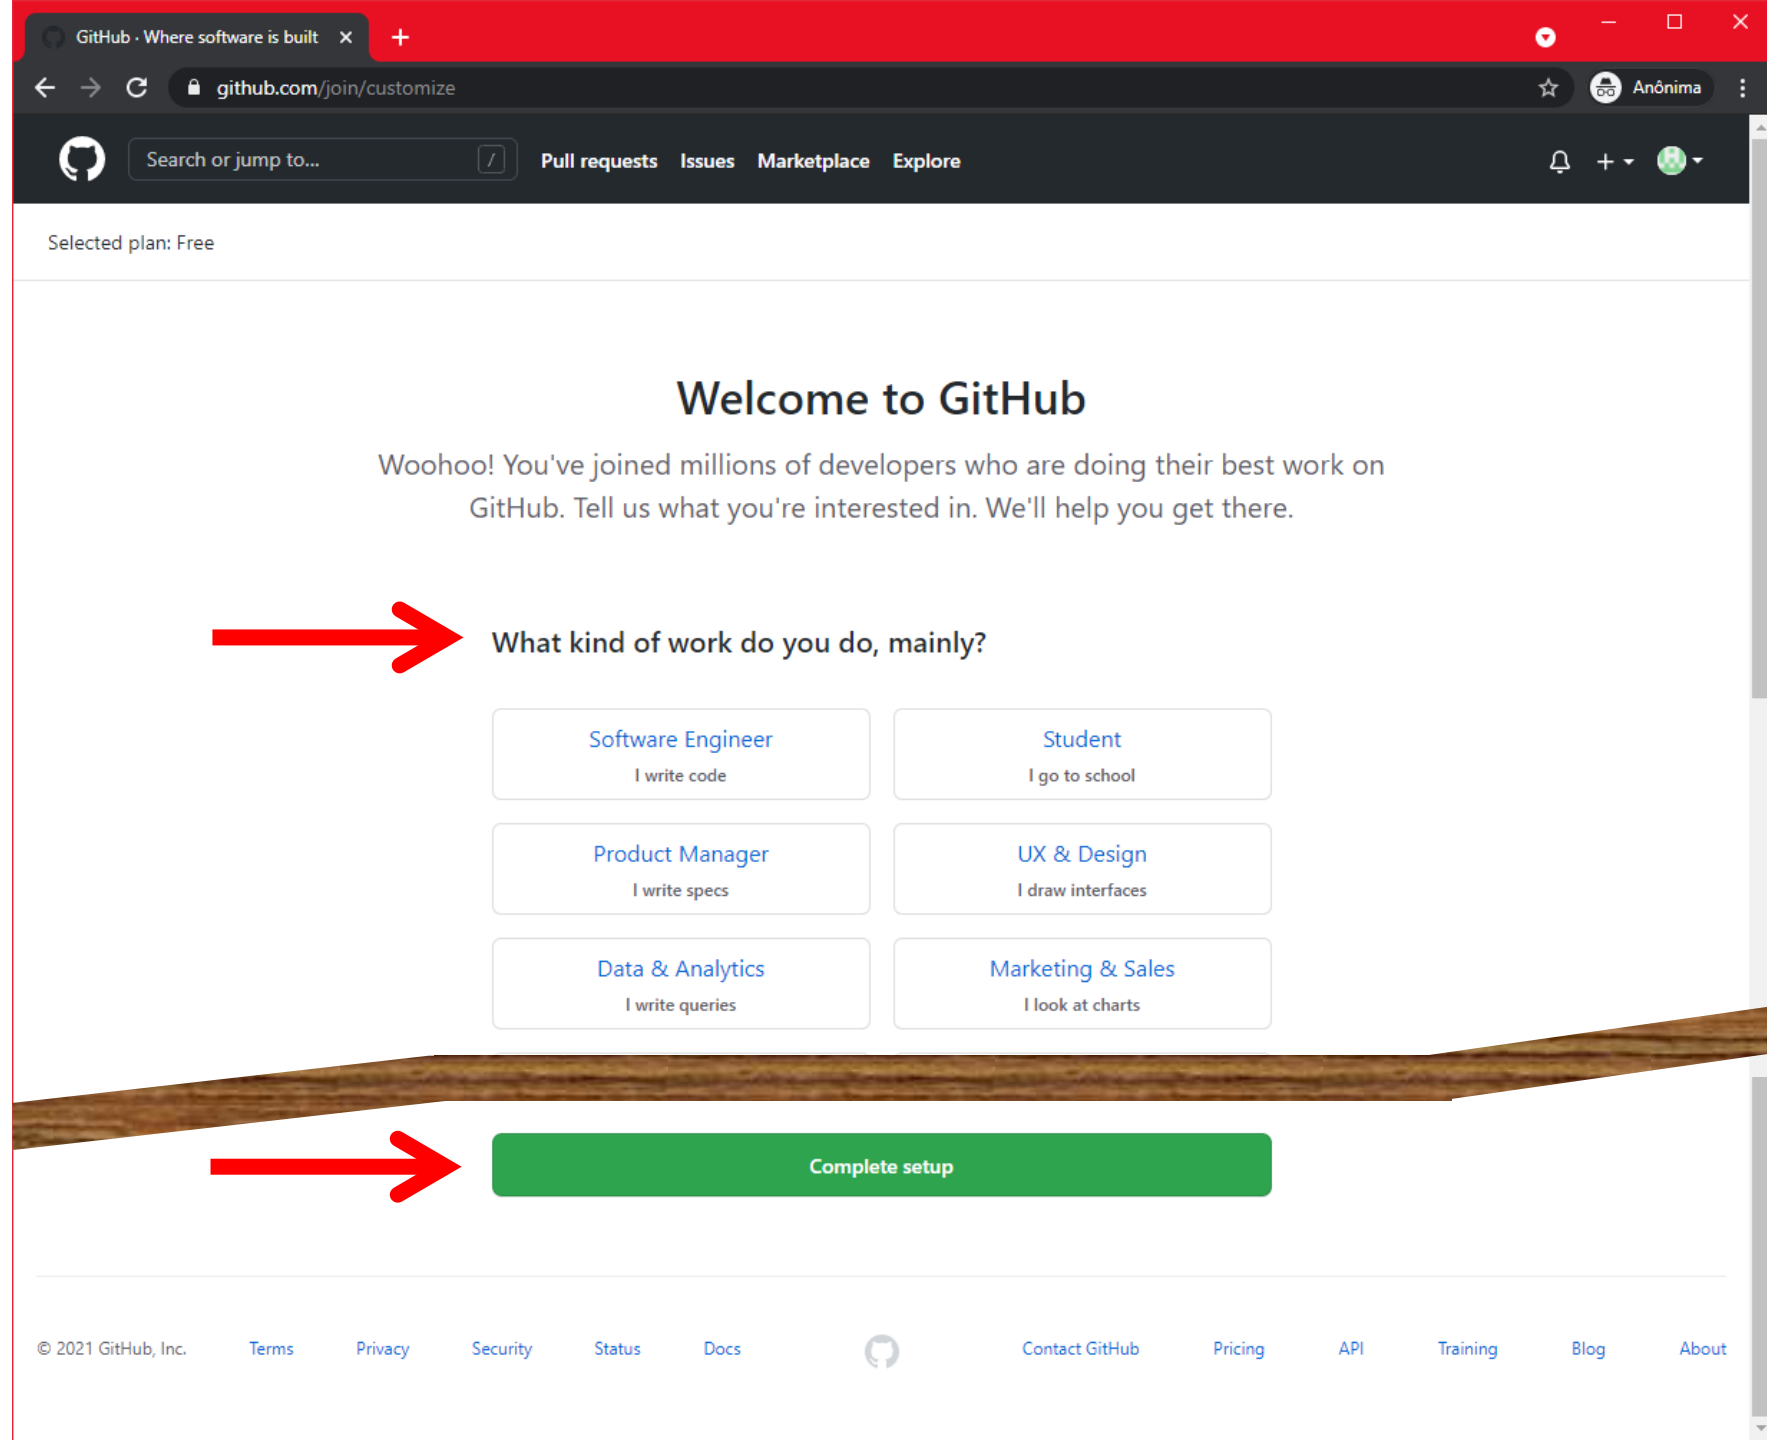 GitHub · Where software is built
github.com/join/customize
Anônima
Search or jump to...
/
Pull requests
Issues
Marketplace
Explore
Selected plan: Free
Welcome to GitHub
Woohoo! You've joined millions of developers who are doing their best work on
GitHub. Tell us what you're interested in. We'll help you get there.
What kind of work do you do, mainly?
Software Engineer
I write code
Student
I go to school
Product Manager
I write specs
UX & Design
I draw interfaces
Data & Analytics
I write queries
Marketing & Sales
I look at charts
Complete setup
© 2021 GitHub, Inc.
Terms
Privacy
Security
Status
Docs
Contact GitHub
Pricing
API
Training
Blog
About